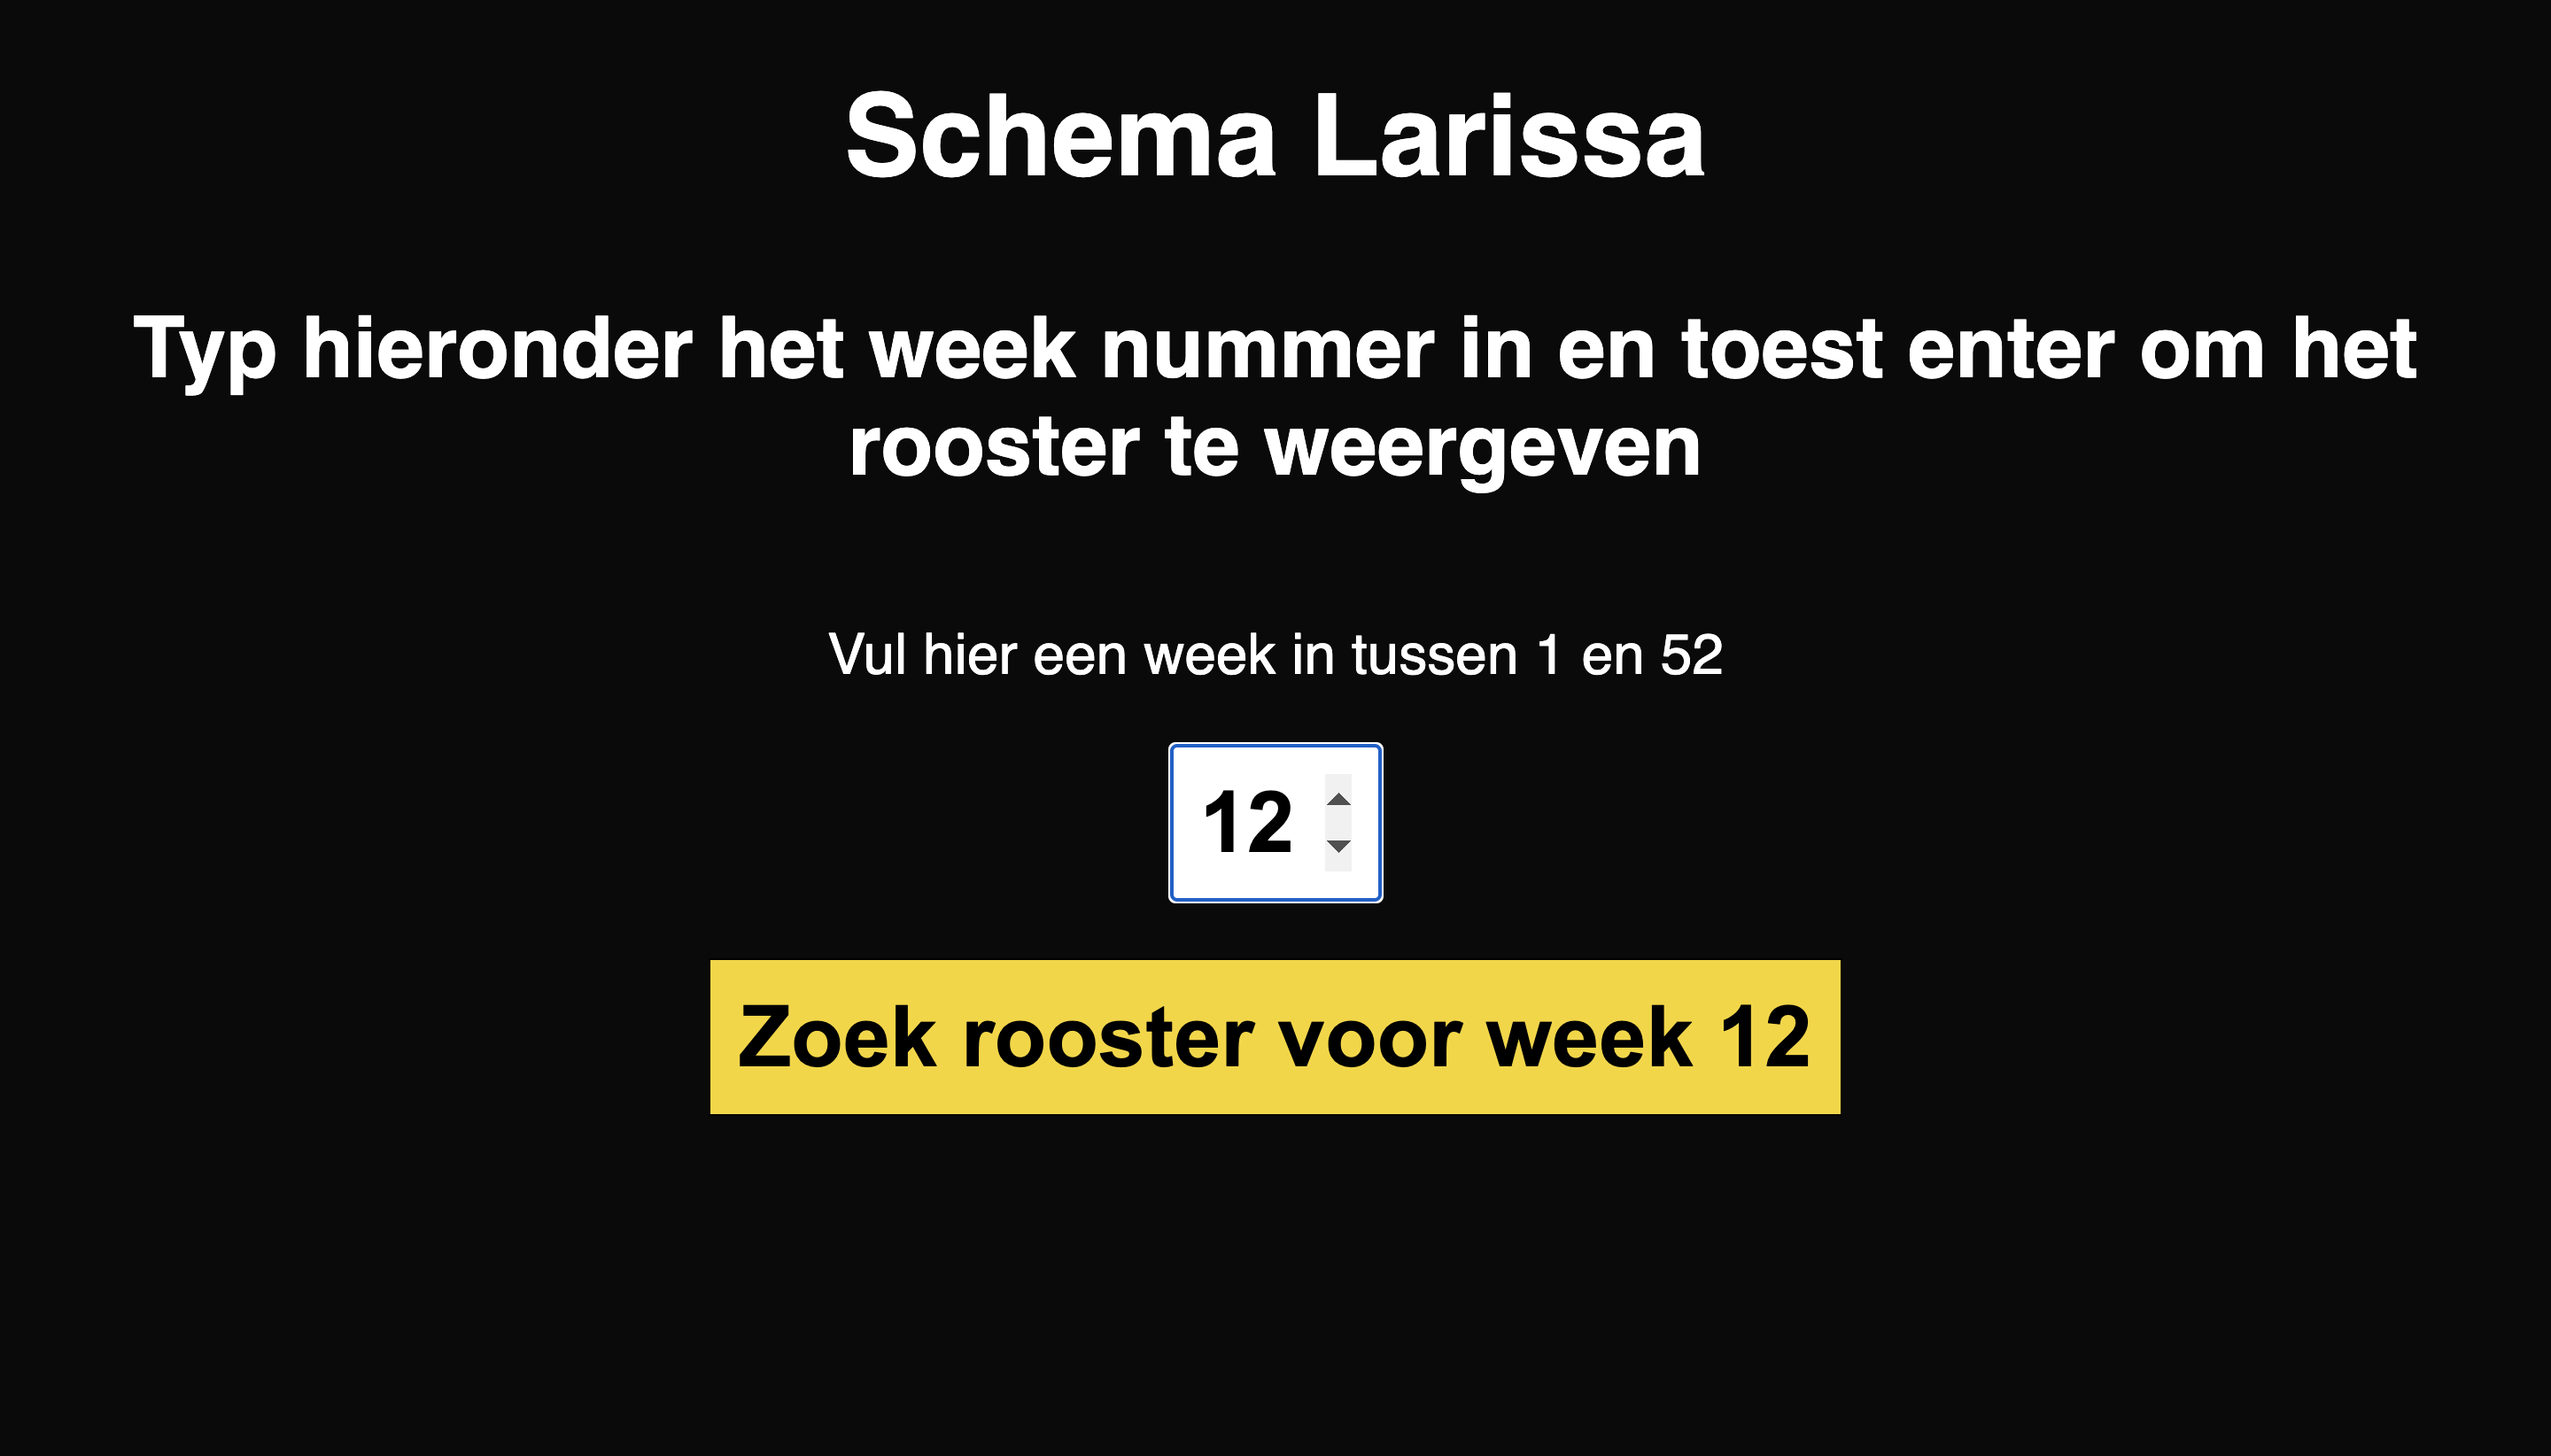 Schema Larissa
Typ hieronder het week nummer in en toest enter om het
rooster te weergeven
Vul hier een week in tussen 1 en 52
12
Zoek rooster voor week 12